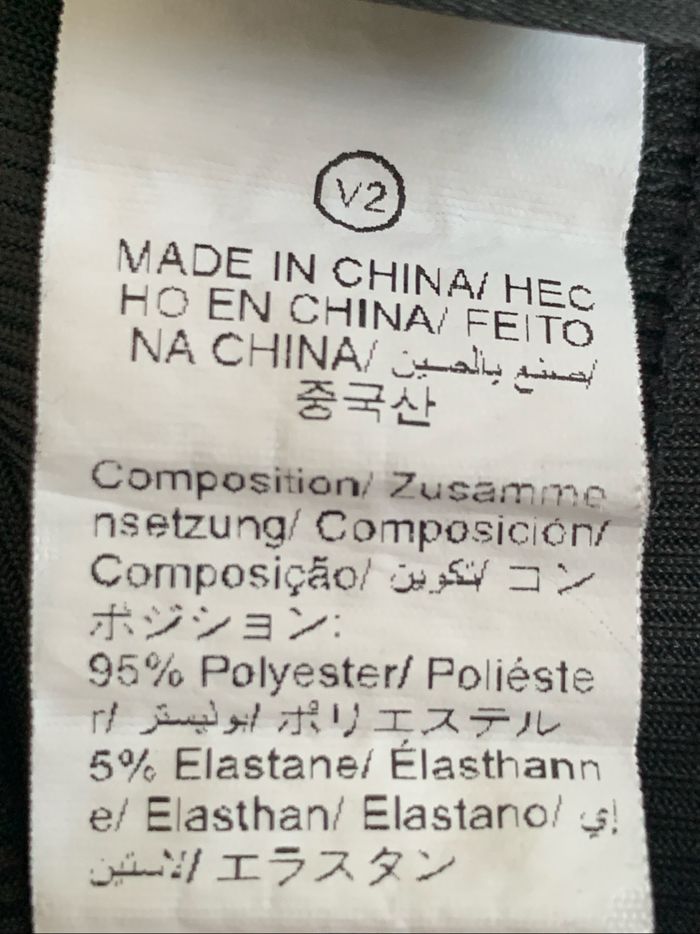 V2
MADE IN CHINA/ HEC
HO EN CHINA/ FEITO
NA CHINA/ صنع بالصين/
중국산
Composition/ Zusamme
nsetzung/ Composición/
Composição/ تكوين/ コン
ポジション:
95% Polyester/ Poliéste
r/ بوليستر/ ポリエステル
5% Elastane/ Élasthann
e/ Elasthan/ Elastano/ إي
لاستين/ エラスタン